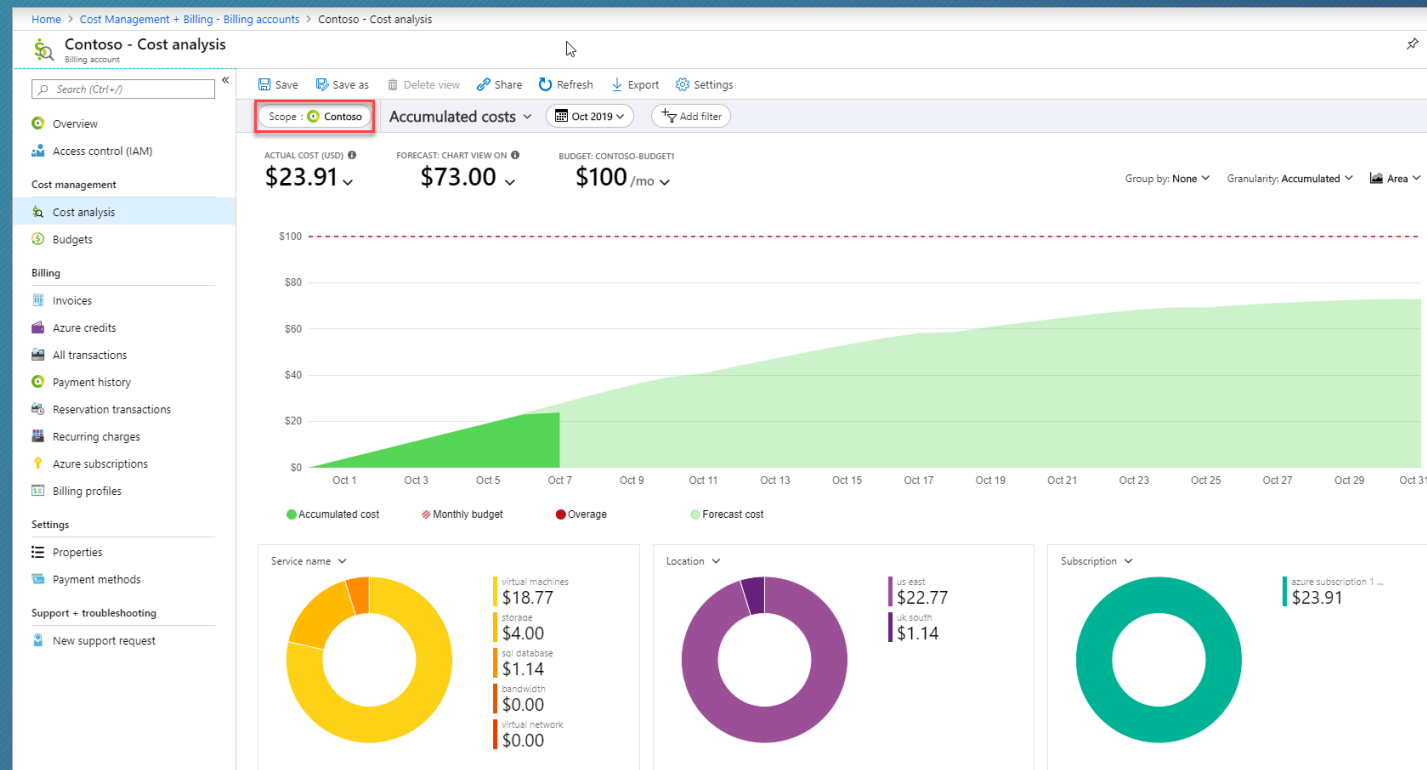 Home > Cost Management + Billing - Billing accounts > Contoso - Cost analysis
Contoso - Cost analysis
Billing account
Search (Ctrl+/)
«
Overview
Access control (IAM)
Cost management
Cost analysis
Budgets
Billing
Invoices
Azure credits
All transactions
Payment history
Reservation transactions
Recurring charges
Azure subscriptions
Billing profiles
Settings
Properties
Payment methods
Support + troubleshooting
New support request
Save Save as Delete view Share Refresh Export Settings
Scope : Contoso Accumulated costs Oct 2019 Add filter
ACTUAL COST (USD) FORECAST: CHART VIEW ON BUDGET: CONTOSO-BUDGET1
$23.91 $73.00 $100 /mo
Group by: None Granularity: Accumulated Area
$100
$80
$60
$40
$20
$0
Oct 1 Oct 3 Oct 5 Oct 7 Oct 9 Oct 11 Oct 13 Oct 15 Oct 17 Oct 19 Oct 21 Oct 23 Oct 25 Oct 27 Oct 29 Oct 31
Accumulated cost Monthly budget Overage Forecast cost
Service name
virtual machines
$18.77
storage
$4.00
sql database
$1.14
bandwidth
$0.00
virtual network
$0.00
Location
us east
$22.77
uk south
$1.14
Subscription
azure subscription 1 ...
$23.91